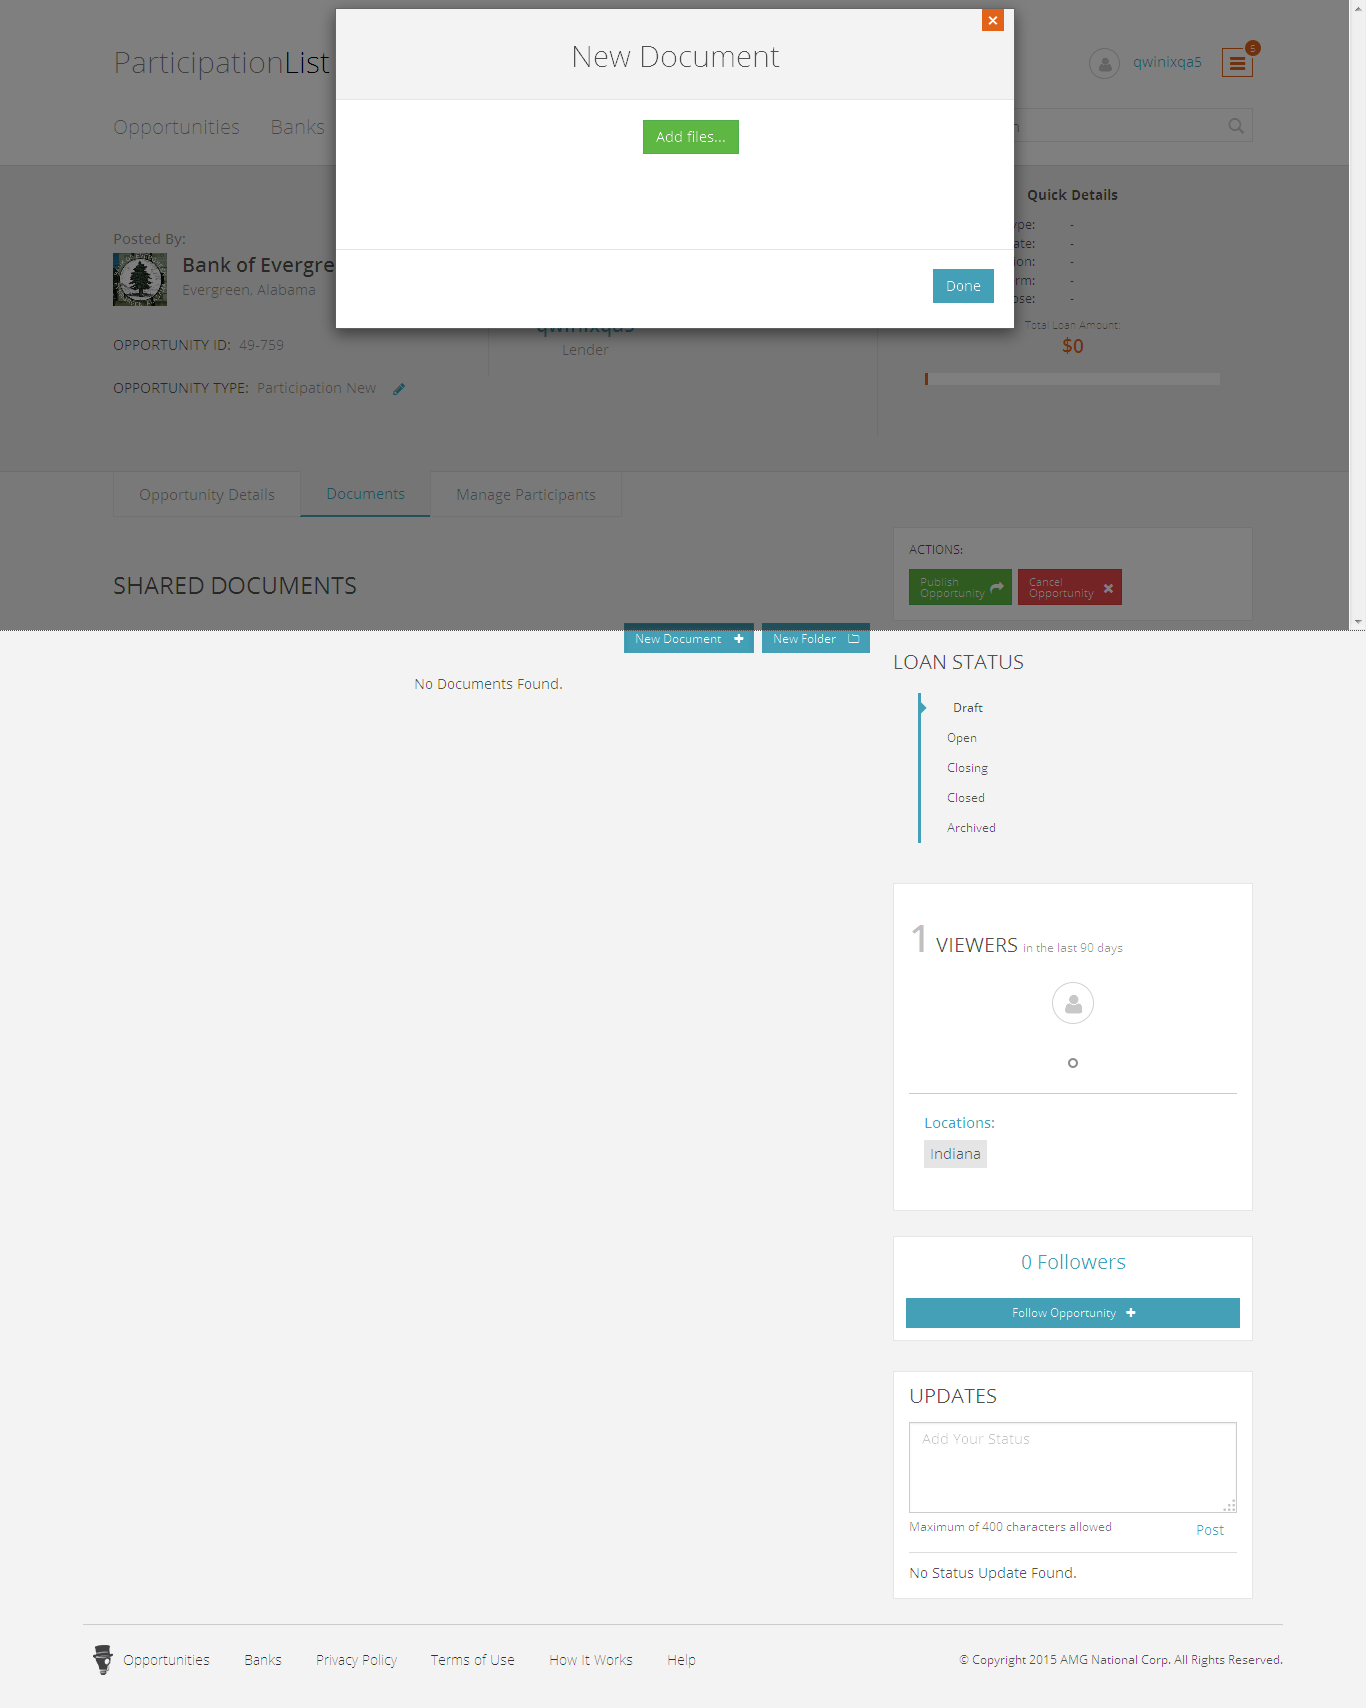 New Document
ParticipationList
qwinixqa5
5
Opportunities Banks
Add files...
Done
Posted By:
Bank of Evergre
Evergreen, Alabama
OPPORTUNITY ID: 49-759
OPPORTUNITY TYPE: Participation New
qwinixqa5
Lender
Quick Details
-
-
-
-
-
Total Loan Amount:
$0
Opportunity Details
Documents
Manage Participants
SHARED DOCUMENTS
New Document
New Folder
No Documents Found.
ACTIONS:
Publish
Opportunity
Cancel
Opportunity
LOAN STATUS
Draft
Open
Closing
Closed
Archived
1 VIEWERS in the last 90 days
Locations:
Indiana
0 Followers
Follow Opportunity
UPDATES
Add Your Status
Maximum of 400 characters allowed
Post
No Status Update Found.
Opportunities Banks Privacy Policy Terms of Use How It Works Help
© Copyright 2015 AMG National Corp. All Rights Reserved.